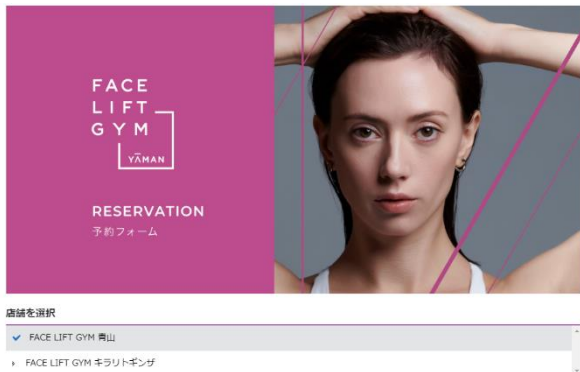 FACE
LIFT
GYM
YĀMAN
RESERVATION
予約フォーム
店舗を選択
FACE LIFT GYM 青山
FACE LIFT GYM キラリトギンザ